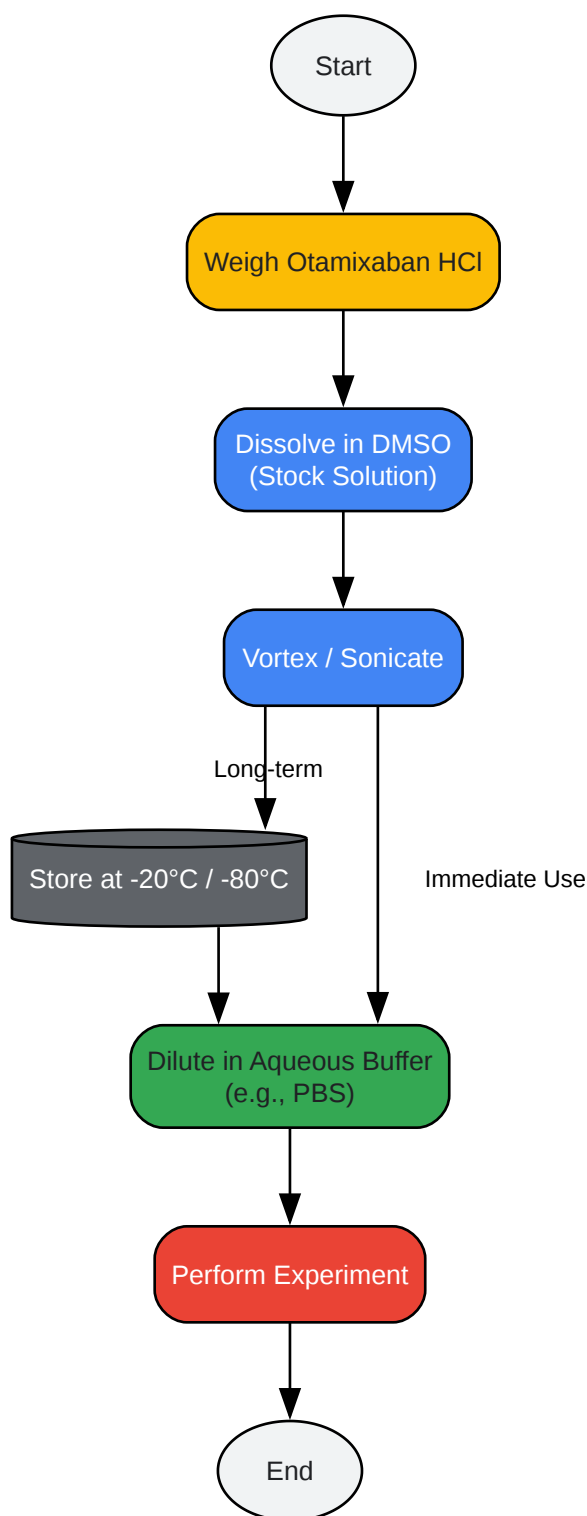 Start
Weigh Otamixaban HCl
Dissolve in DMSO
(Stock Solution)
Vortex / Sonicate
Long-term
Store at -20°C / -80°C
Immediate Use
Dilute in Aqueous Buffer
(e.g., PBS)
Perform Experiment
End